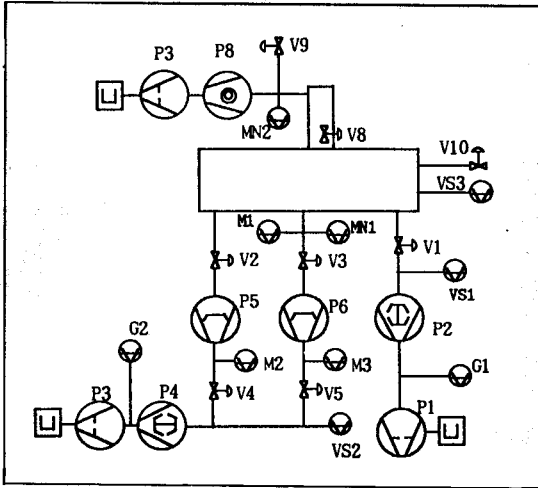 P3 P8 V9
MN2 V8
V10
VS3
M1 MN1
V2 V3 V1
VS1
P5 P6 P2
G2 M2 M3 G1
P3 P4 V4 V5 P1
VS2